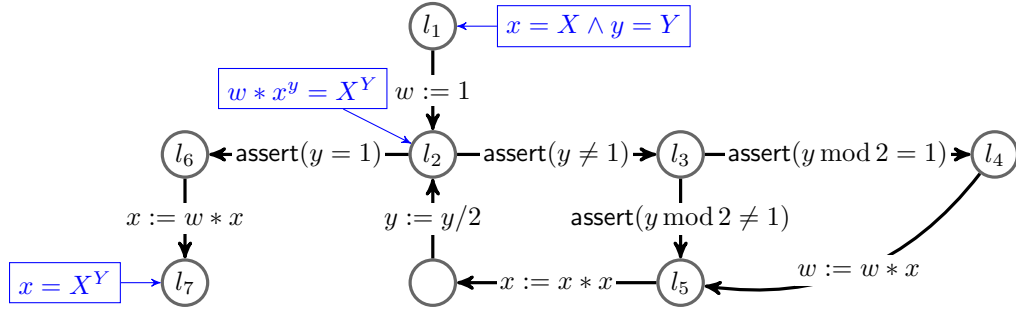 l₁
x = X ∧ y = Y
w := 1
w ∗ x^y = X^Y
l₆
assert(y = 1)
l₂
assert(y ≠ 1)
l₃
assert(y mod 2 = 1)
l₄
x := w ∗ x
y := y/2
assert(y mod 2 ≠ 1)
w := w ∗ x
x = X^Y
l₇
x := x ∗ x
l₅